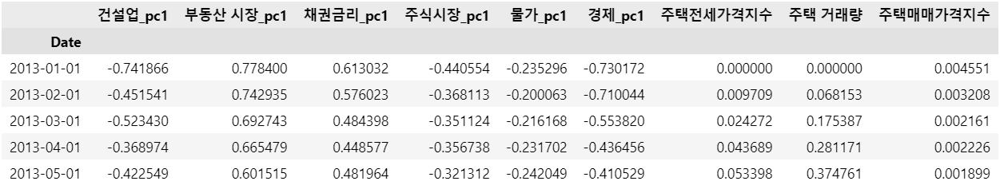 건설업_pc1 부동산 시장_pc1 채권금리_pc1 주식시장_pc1 물가_pc1 경제_pc1 주택전세가격지수 주택 거래량 주택매매가격지수
Date
2013-01-01 -0.741866 0.778400 0.613032 -0.440554 -0.235296 -0.730172 0.000000 0.000000 0.004551
2013-02-01 -0.451541 0.742935 0.576023 -0.368113 -0.200063 -0.710044 0.009709 0.068153 0.003208
2013-03-01 -0.523430 0.692743 0.484398 -0.351124 -0.216168 -0.553820 0.024272 0.175387 0.002161
2013-04-01 -0.368974 0.665479 0.448577 -0.356738 -0.231702 -0.436456 0.043689 0.281171 0.002226
2013-05-01 -0.422549 0.601515 0.481964 -0.321312 -0.242049 -0.410529 0.053398 0.374761 0.001899